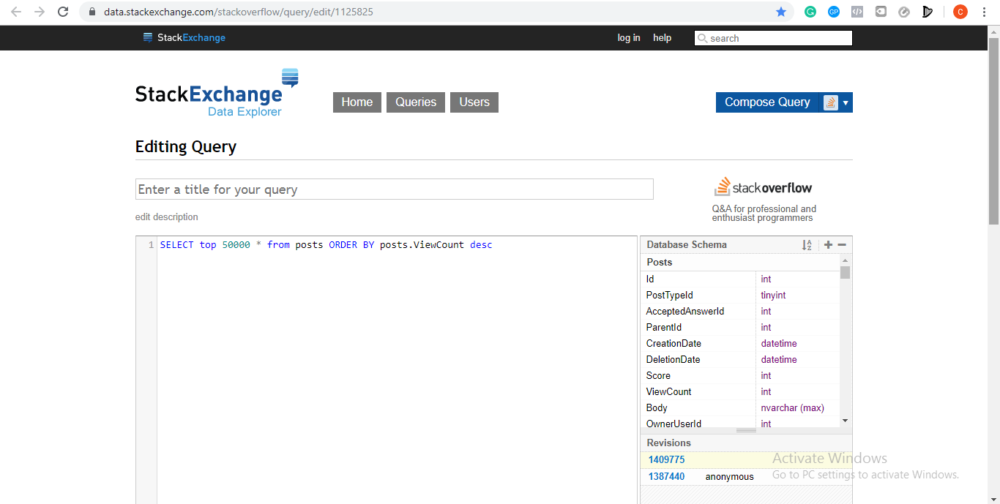 data.stackexchange.com/stackoverflow/query/edit/1125825
G
GP
</>
C
StackExchange
log in help search
StackExchange
Data Explorer
Home Queries Users
Compose Query
Editing Query
Enter a title for your query
edit description
stackoverflow
Q&A for professional and
enthusiast programmers
1 SELECT top 50000 * from posts ORDER BY posts.ViewCount desc
Database Schema
Posts
Id int
PostTypeId tinyint
AcceptedAnswerId int
ParentId int
CreationDate datetime
DeletionDate datetime
Score int
ViewCount int
Body nvarchar (max)
OwnerUserId int
Revisions
1409775
1387440 anonymous
Activate Windows
Go to PC settings to activate Windows.